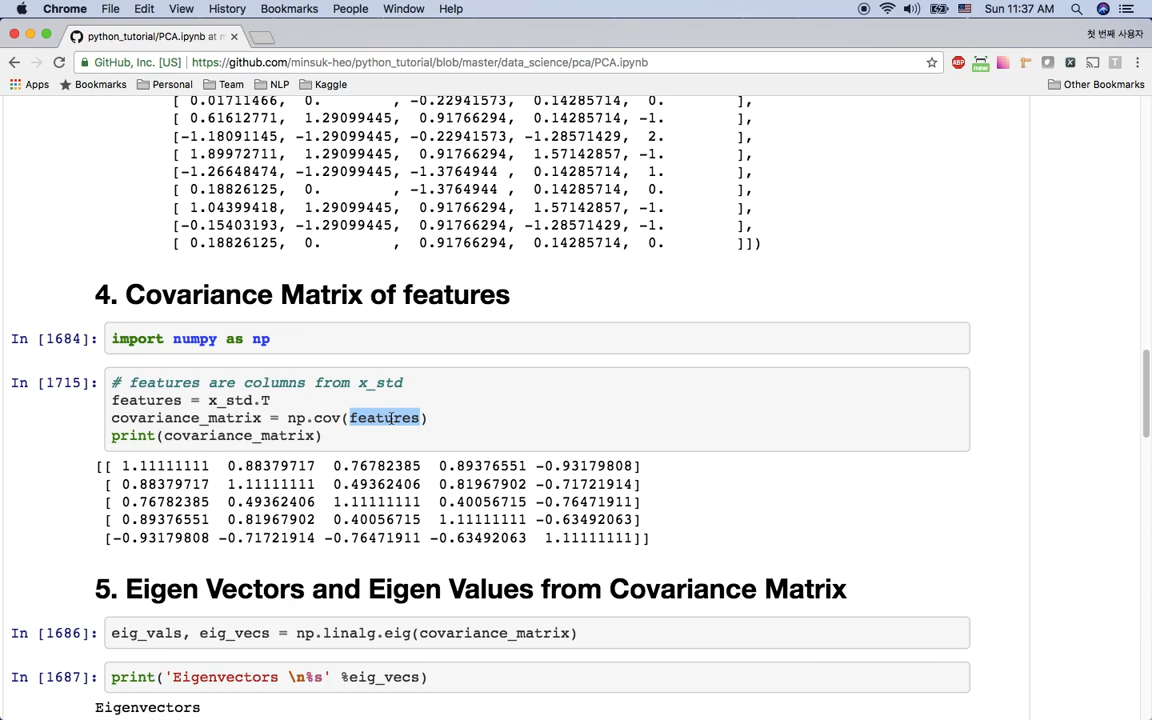 Chrome File Edit View History Bookmarks People Window Help Sun 11:37 AM
python_tutorial/PCA.ipynb at m
첫 번째 사용자
GitHub, Inc. [US] https://github.com/minsuk-heo/python_tutorial/blob/master/data_science/pca/PCA.ipynb
ABP new X T
Apps Bookmarks Personal Team NLP Kaggle Other Bookmarks
[ 0.01711466, 0. , -0.22941573, 0.14285714, 0. ],
[ 0.61612771, 1.29099445, 0.91766294, 0.14285714, -1. ],
[-1.18091145, -1.29099445, -0.22941573, -1.28571429, 2. ],
[ 1.89972711, 1.29099445, 0.91766294, 1.57142857, -1. ],
[-1.26648474, -1.29099445, -1.3764944 , 0.14285714, 1. ],
[ 0.18826125, 0. , -1.3764944 , 0.14285714, 0. ],
[ 1.04399418, 1.29099445, 0.91766294, 1.57142857, -1. ],
[-0.15403193, -1.29099445, 0.91766294, -1.28571429, -1. ],
[ 0.18826125, 0. , 0.91766294, 0.14285714, 0. ]])
4. Covariance Matrix of features
In [1684]: import numpy as np
In [1715]: # features are columns from x_std
features = x_std.T
covariance_matrix = np.cov(features)
print(covariance_matrix)
[[ 1.11111111 0.88379717 0.76782385 0.89376551 -0.93179808]
[ 0.88379717 1.11111111 0.49362406 0.81967902 -0.71721914]
[ 0.76782385 0.49362406 1.11111111 0.40056715 -0.76471911]
[ 0.89376551 0.81967902 0.40056715 1.11111111 -0.63492063]
[-0.93179808 -0.71721914 -0.76471911 -0.63492063 1.11111111]]
5. Eigen Vectors and Eigen Values from Covariance Matrix
In [1686]: eig_vals, eig_vecs = np.linalg.eig(covariance_matrix)
In [1687]: print('Eigenvectors \n%s' %eig_vecs)
Eigenvectors